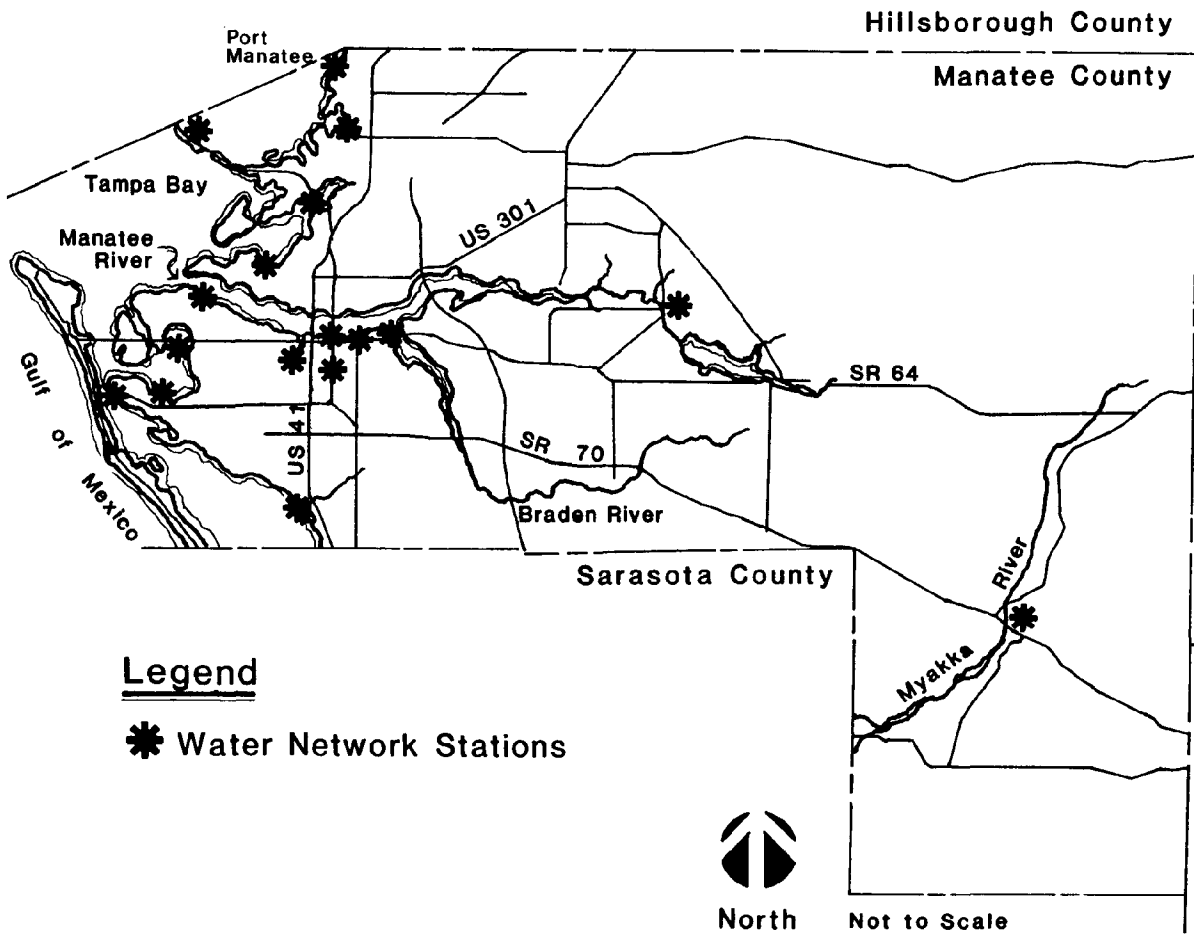 Hillsborough County
Port
Manatee
Manatee County
Tampa Bay
US 301
Manatee
River
Gulf
of
Mexico
US 41
SR 64
SR 70
Braden River
River
Myakka
Sarasota County
Legend
Water Network Stations
North
Not to Scale